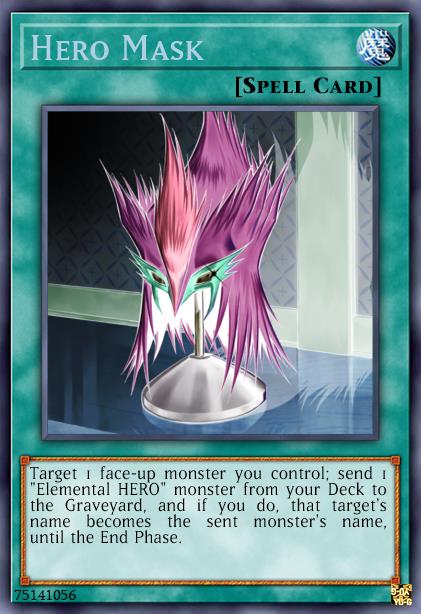 Hero Mask
魔
[Spell Card]
Target 1 face-up monster you control; send 1
"Elemental HERO" monster from your Deck to
the Graveyard, and if you do, that target's
name becomes the sent monster's name,
until the End Phase.
75141056